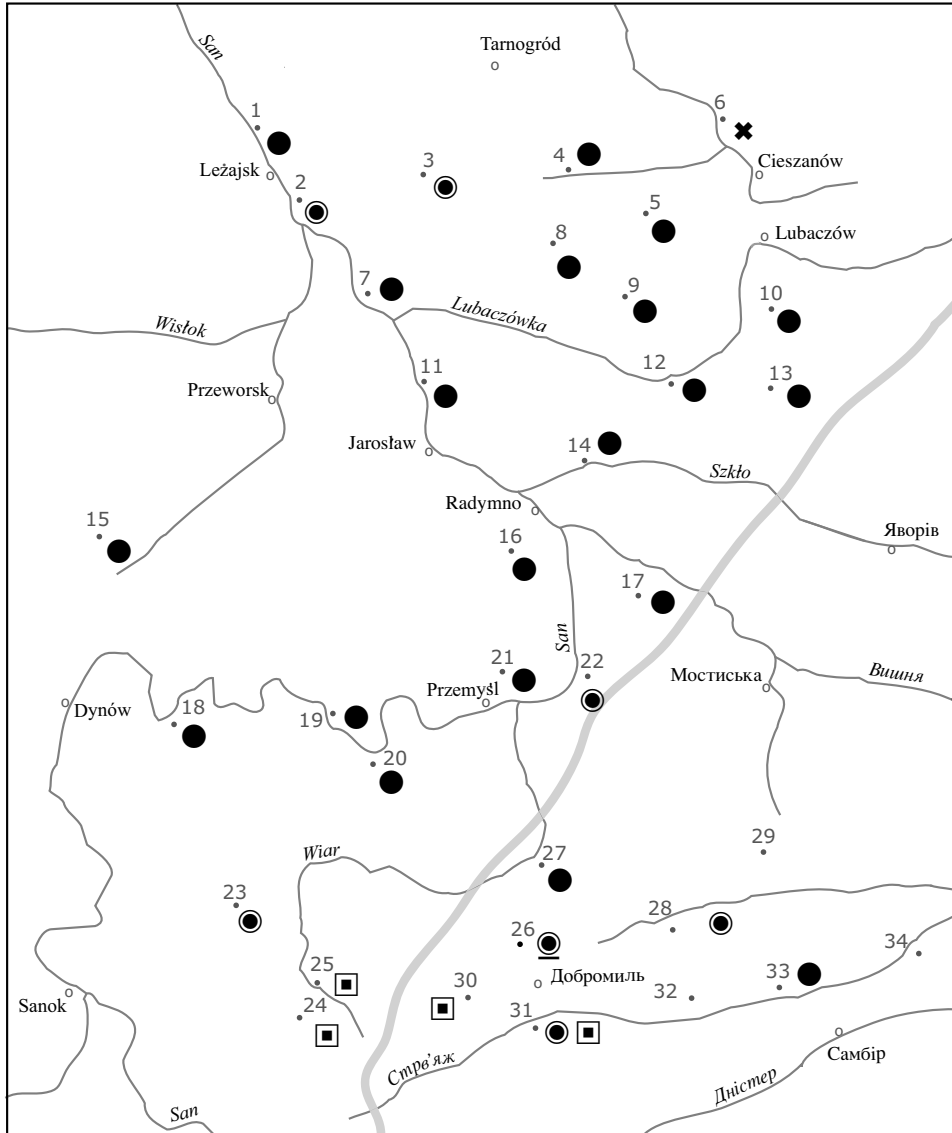 San
Tarnogród
1
6
3
4
Cieszanów
Leżajsk
2
5
8
Lubaczów
7
9
10
Lubaczówka
Wisłok
11
12
13
Przeworsk
Jarosław
14
Szkło
Radymno
15
Яворів
16
17
San
21
22
Мостиська
Вишня
Przemyśl
Dynów
18
19
20
Wiar
27
29
23
28
26
34
25
Добромиль
33
Sanok
24
30
32
31
Самбір
Стрв’яж
Дністер
San